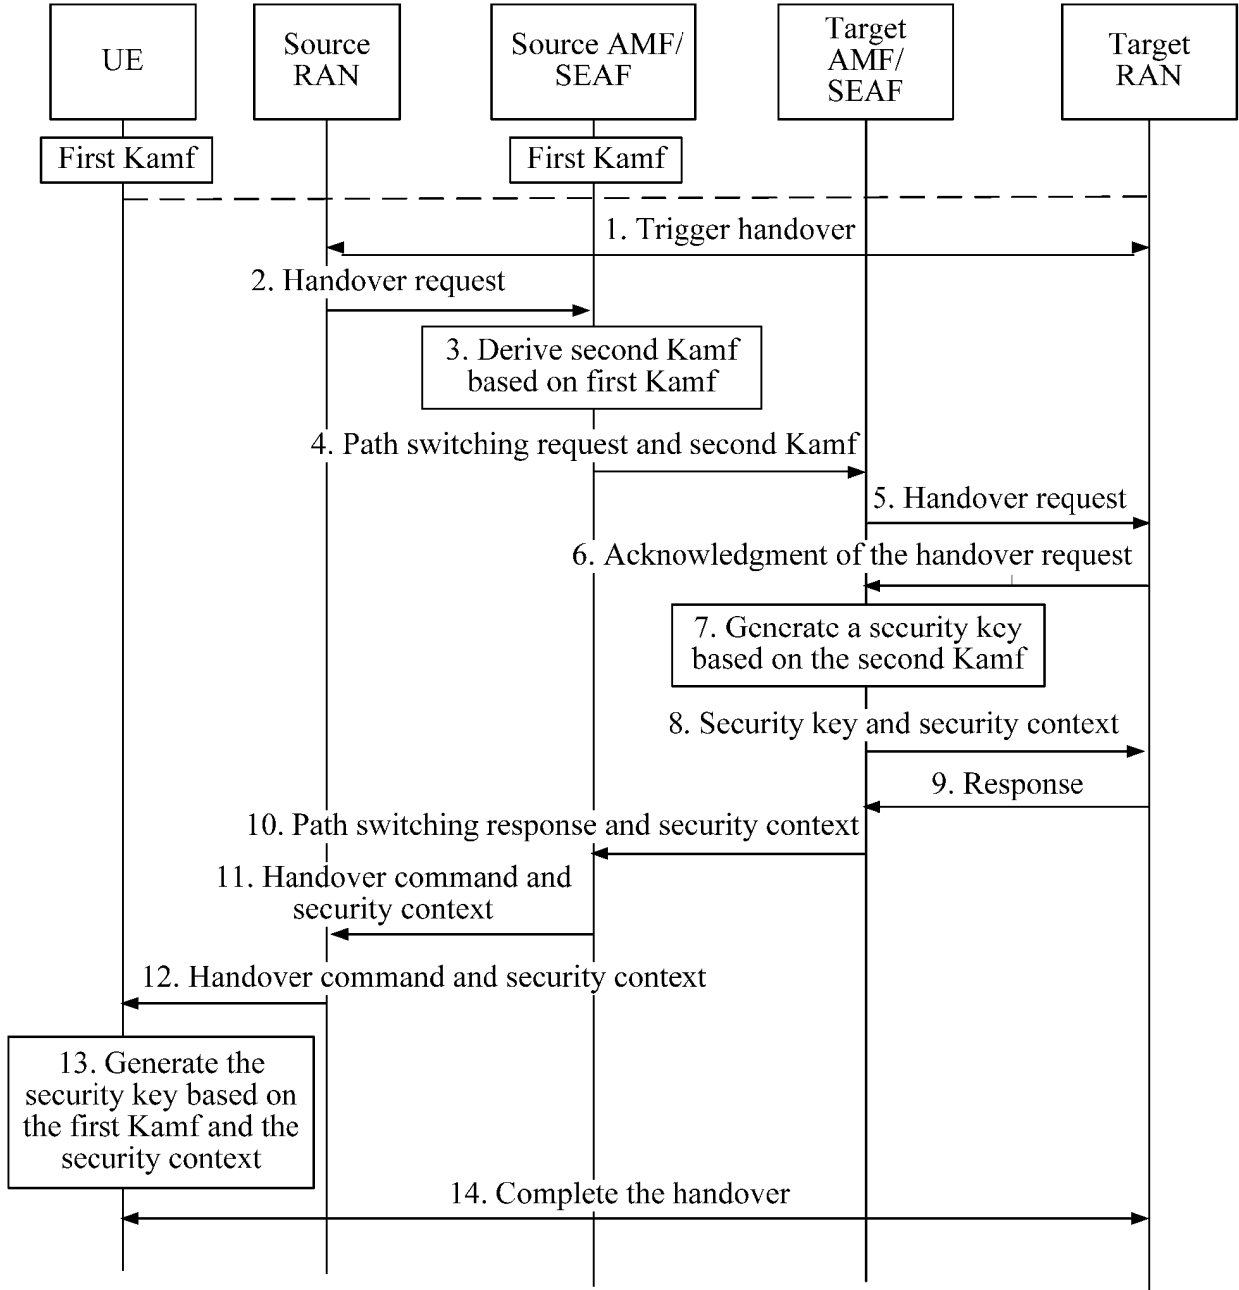 UE
Source
RAN
Source AMF/
SEAF
Target
AMF/
SEAF
Target
RAN
First Kamf
First Kamf
1. Trigger handover
2. Handover request
3. Derive second Kamf
based on first Kamf
4. Path switching request and second Kamf
5. Handover request
6. Acknowledgment of the handover request
7. Generate a security key
based on the second Kamf
8. Security key and security context
9. Response
10. Path switching response and security context
11. Handover command and
security context
12. Handover command and security context
13. Generate the
security key based on
the first Kamf and the
security context
14. Complete the handover